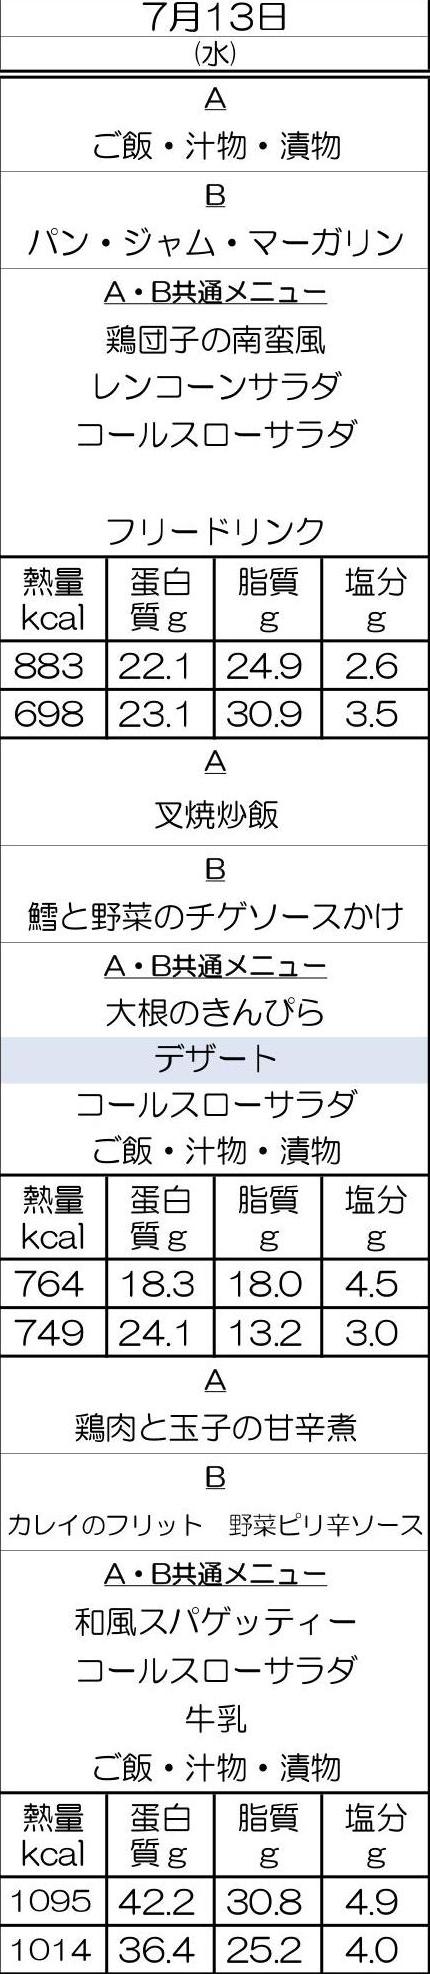 7月13日
(水)
A
ご飯・汁物・漬物
B
パン・ジャム・マーガリン
A・B共通メニュー
鶏団子の南蛮風
レンコーンサラダ
コールスローサラダ
フリードリンク
熱量 蛋白 脂質 塩分
kcal 質g g g
883 22.1 24.9 2.6
698 23.1 30.9 3.5
A
叉焼炒飯
B
鱈と野菜のチゲソースかけ
A・B共通メニュー
大根のきんぴら
デザート
コールスローサラダ
ご飯・汁物・漬物
熱量 蛋白 脂質 塩分
kcal 質g g g
764 18.3 18.0 4.5
749 24.1 13.2 3.0
A
鶏肉と玉子の甘辛煮
B
カレイのフリット　野菜ピリ辛ソース
A・B共通メニュー
和風スパゲッティー
コールスローサラダ
牛乳
ご飯・汁物・漬物
熱量 蛋白 脂質 塩分
kcal 質g g g
1095 42.2 30.8 4.9
1014 36.4 25.2 4.0